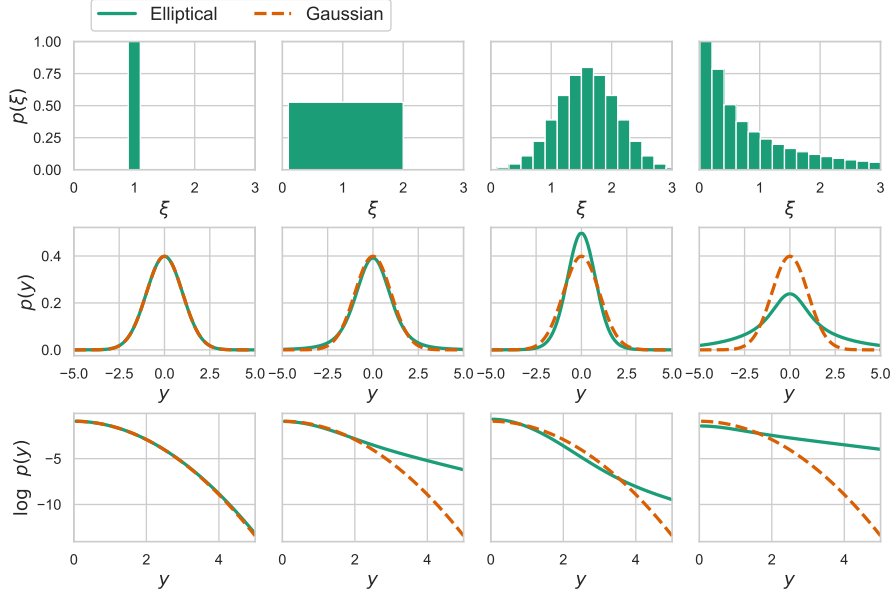 Elliptical Gaussian
p(ξ)
1.00
0.75
0.50
0.25
0.00
0 1 2 3 0 1 2 3 0 1 2 3 0 1 2 3
ξ ξ ξ ξ
p(y)
0.4
0.2
0.0
−5.0 −2.5 0.0 2.5 5.0 −5.0 −2.5 0.0 2.5 5.0 −5.0 −2.5 0.0 2.5 5.0 −5.0 −2.5 0.0 2.5 5.0
y y y y
log p(y)
−5
−10
0 2 4 0 2 4 0 2 4 0 2 4
y y y y